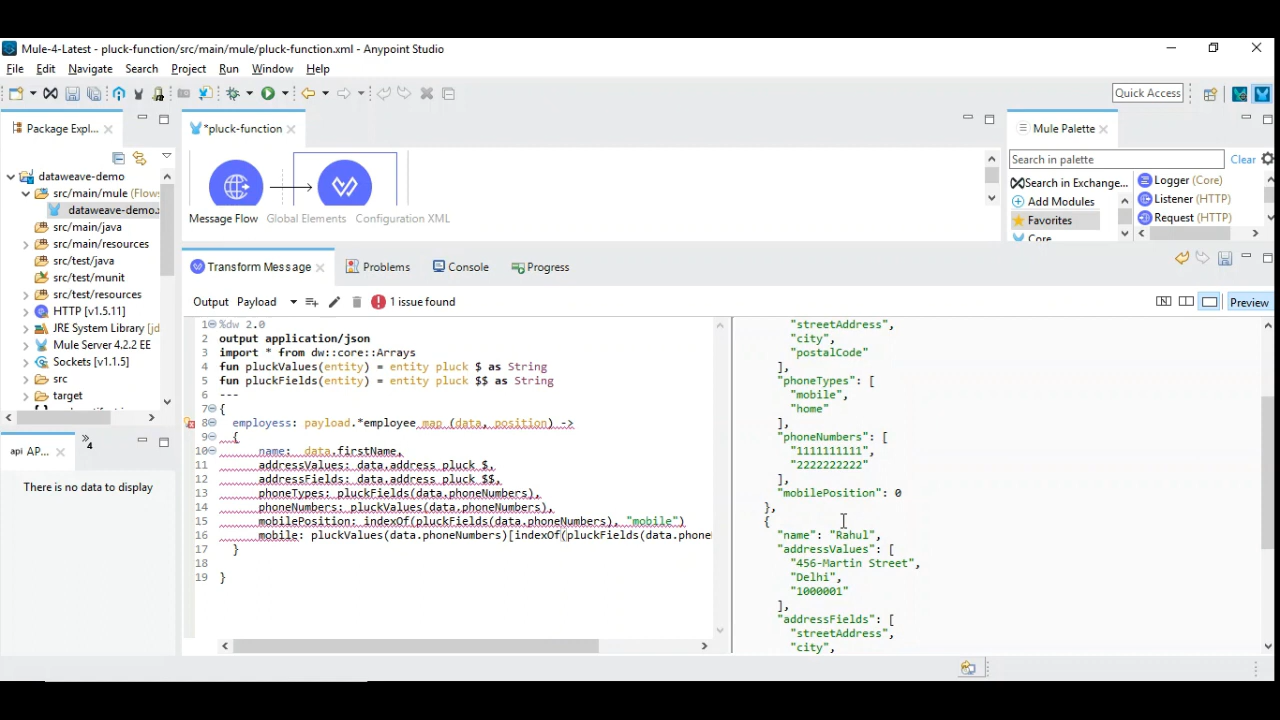 Mule-4-Latest - pluck-function/src/main/mule/pluck-function.xml - Anypoint Studio
File Edit Navigate Search Project Run Window Help
Quick Access
Package Expl...
*pluck-function
Mule Palette
dataweave-demo
src/main/mule (Flows
dataweave-demo.x
src/main/java
src/main/resources
src/test/java
src/test/munit
src/test/resources
HTTP [v1.5.11]
JRE System Library [jd
Mule Server 4.2.2 EE
Sockets [v1.1.5]
src
target
Message Flow Global Elements Configuration XML
Search in palette
Clear
Search in Exchange...
Add Modules
Favorites
Core
Logger (Core)
Listener (HTTP)
Request (HTTP)
api AP...
4
There is no data to display
Transform Message
Problems
Console
Progress
Output Payload
1 issue found
Preview
1 %dw 2.0
2 output application/json
3 import * from dw::core::Arrays
4 fun pluckValues(entity) = entity pluck $ as String
5 fun pluckFields(entity) = entity pluck $$ as String
6 ---
7 {
8 employess: payload.*employee map (data, position) ->
9 {
10 name:  data.firstName,
11 addressValues: data.address pluck $,
12 addressFields: data.address pluck $$,
13 phoneTypes: pluckFields(data.phoneNumbers),
14 phoneNumbers: pluckValues(data.phoneNumbers),
15 mobilePosition: indexOf(pluckFields(data.phoneNumbers), "mobile")
16 mobile: pluckValues(data.phoneNumbers)[indexOf(pluckFields(data.phone
17 }
18
19 }
"streetAddress",
"city",
"postalCode"
],
"phoneTypes": [
"mobile",
"home"
],
"phoneNumbers": [
"1111111111",
"2222222222"
],
"mobilePosition": 0
},
{
"name": "Rahul",
"addressValues": [
"456-Martin Street",
"Delhi",
"1000001"
],
"addressFields": [
"streetAddress",
"city",